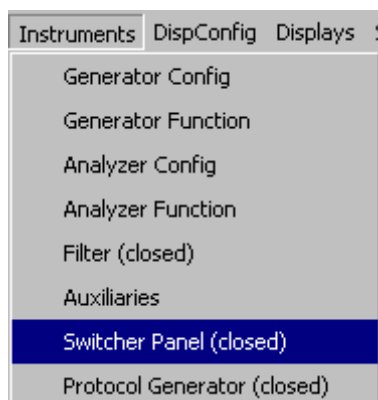 Instruments DispConfig Displays
Generator Config
Generator Function
Analyzer Config
Analyzer Function
Filter (closed)
Auxiliaries
Switcher Panel (closed)
Protocol Generator (closed)